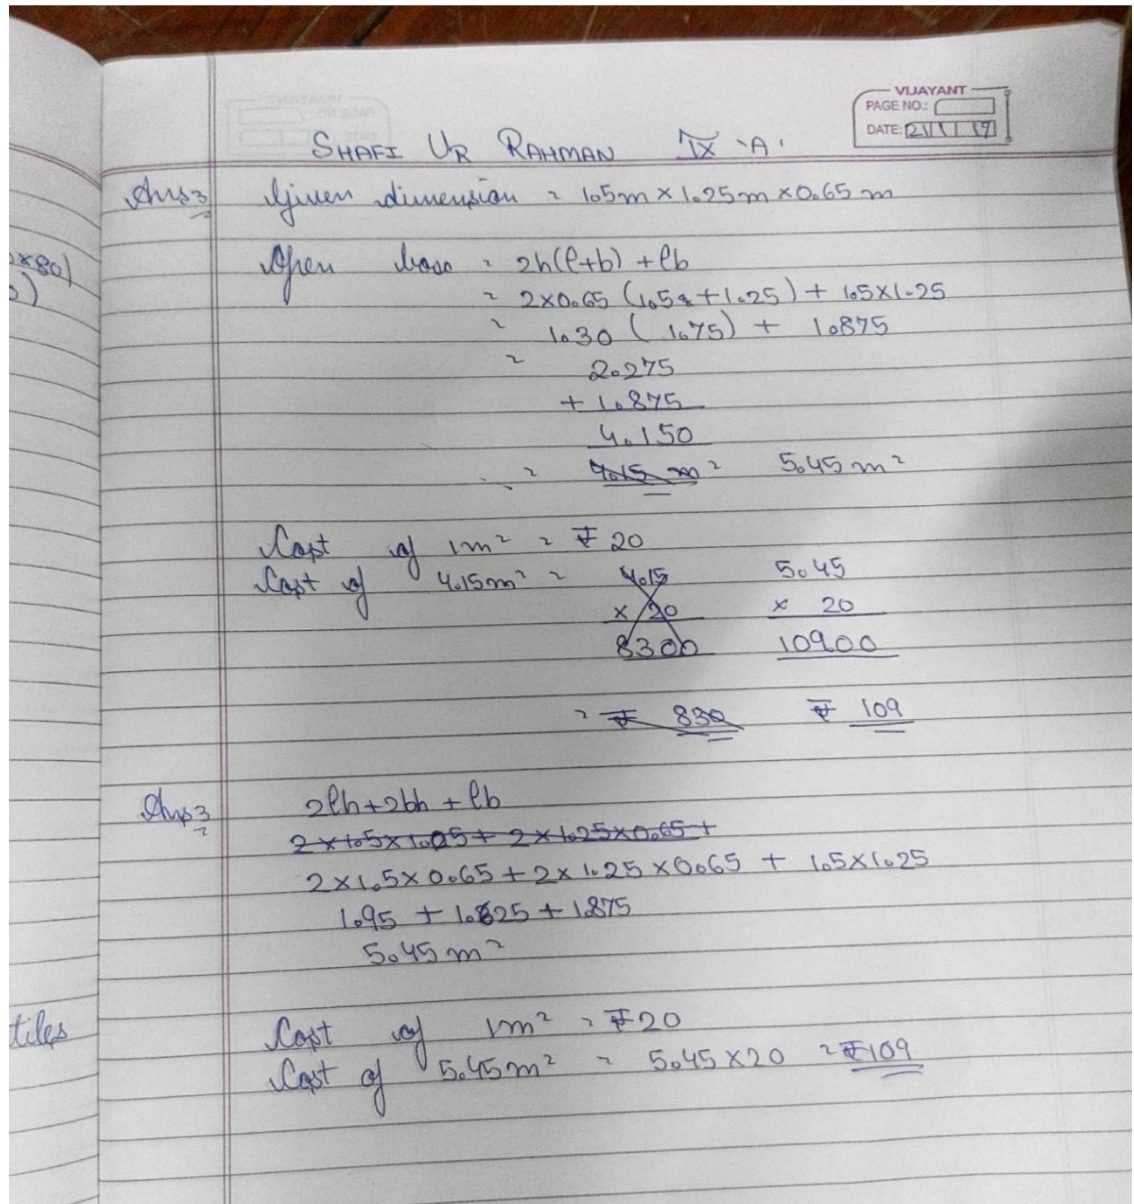 VIJAYANT
PAGE NO.:
DATE: 21/1/19
SHAFI UR RAHMAN IX 'A'
Ans3 Given dimension = 1.5m × 1.25m × 0.65 m
×80)
Open base = 2h(l+b) + lb
= 2×0.65 (1.5 + 1.25) + 1.5×1.25
= 1.30 (1.75) + 1.875
= 2.275
+ 1.875
4.150
= 4.15 m² 5.45 m²
Cost of 1m² = ₹ 20
Cost of 4.15m² = 4.15 5.45
× 20 × 20
8300 10900
= ₹ 830 ₹ 109
Ans3 2lh+2bh+lb
2×1.5×1.25+2×1.25×0.65+
2×1.5×0.65+2×1.25×0.65 + 1.5×1.25
1.95 + 1.625 + 1.875
5.45 m²
tiles Cost of 1m² = ₹20
Cost of 5.45m² = 5.45×20 = ₹109